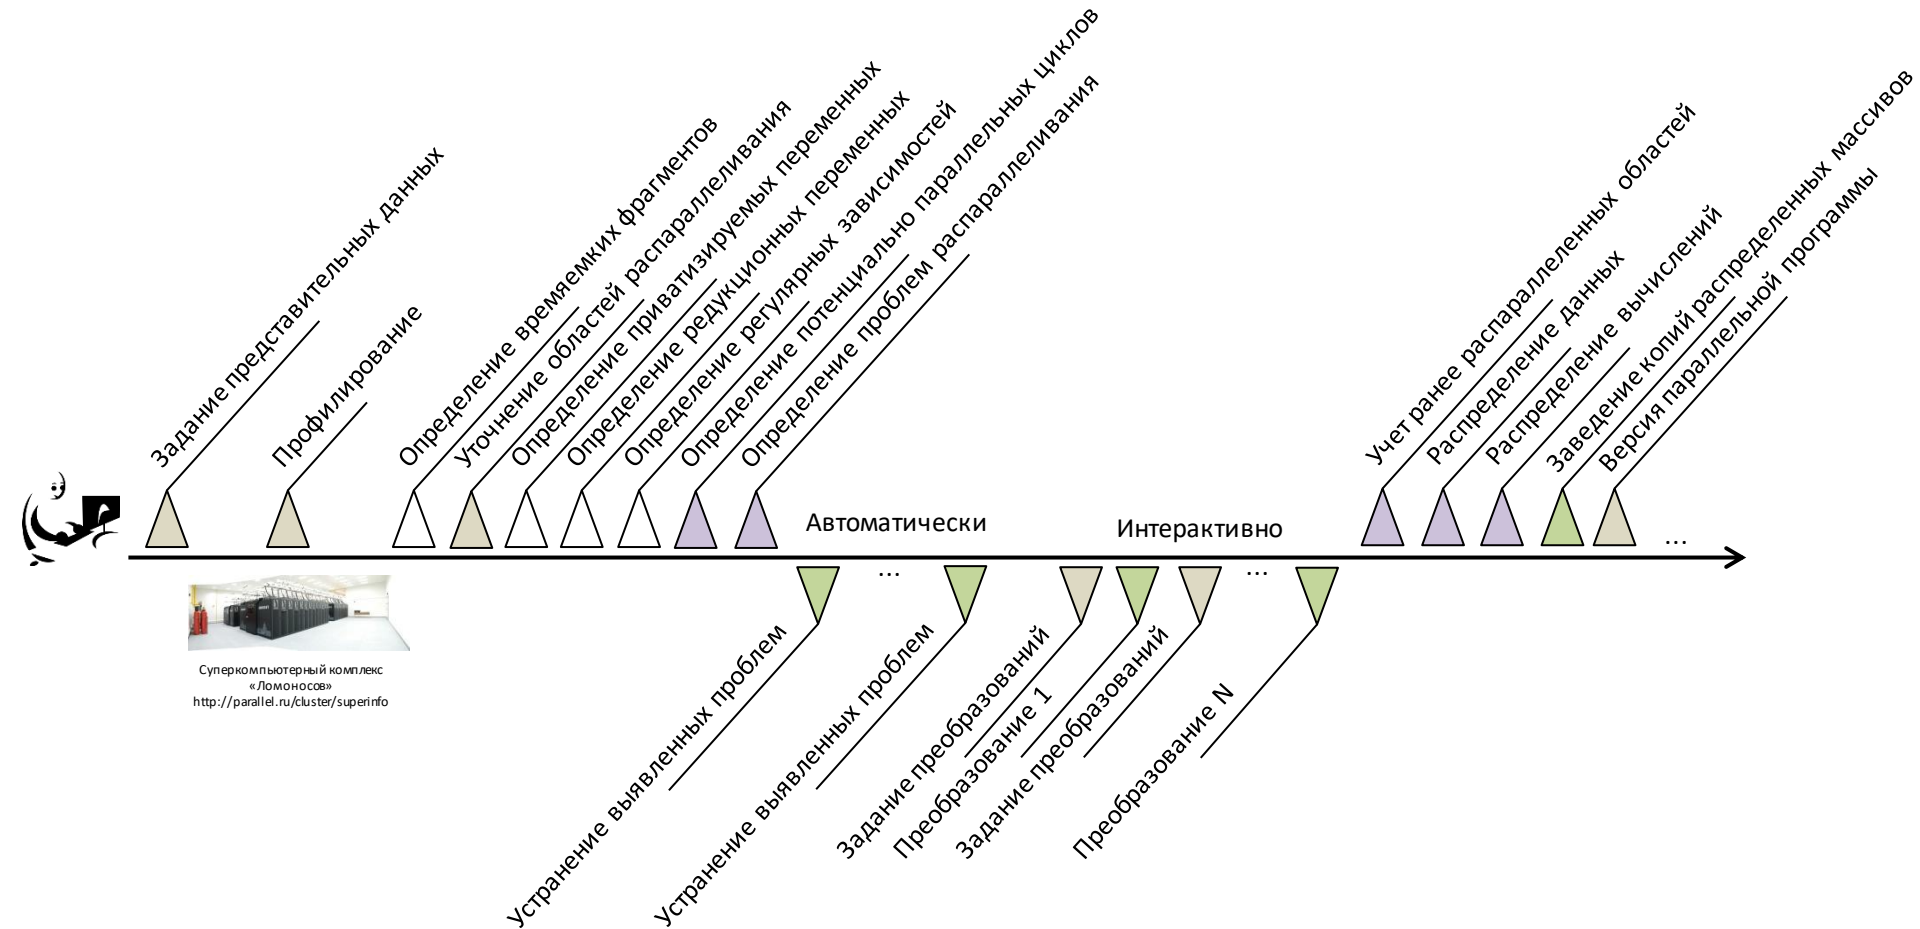 Задание представительных данных
Профилирование
Определение времяемких фрагментов
Уточнение областей распараллеливания
Определение приватизируемых переменных
Определение редукционных переменных
Определение регулярных зависимостей
Определение потенциально параллельных циклов
Определение проблем распараллеливания
Учет ранее распараллеленных областей
Распределение данных
Распределение вычислений
Заведение копий распределенных массивов
Версия параллельной программы
Автоматически
Интерактивно
...
...
...
Суперкомпьютерный комплекс
«Ломоносов»
http://parallel.ru/cluster/superinfo
Устранение выявленных проблем
Устранение выявленных проблем
Задание преобразований
Преобразование 1
Задание преобразований
Преобразование N